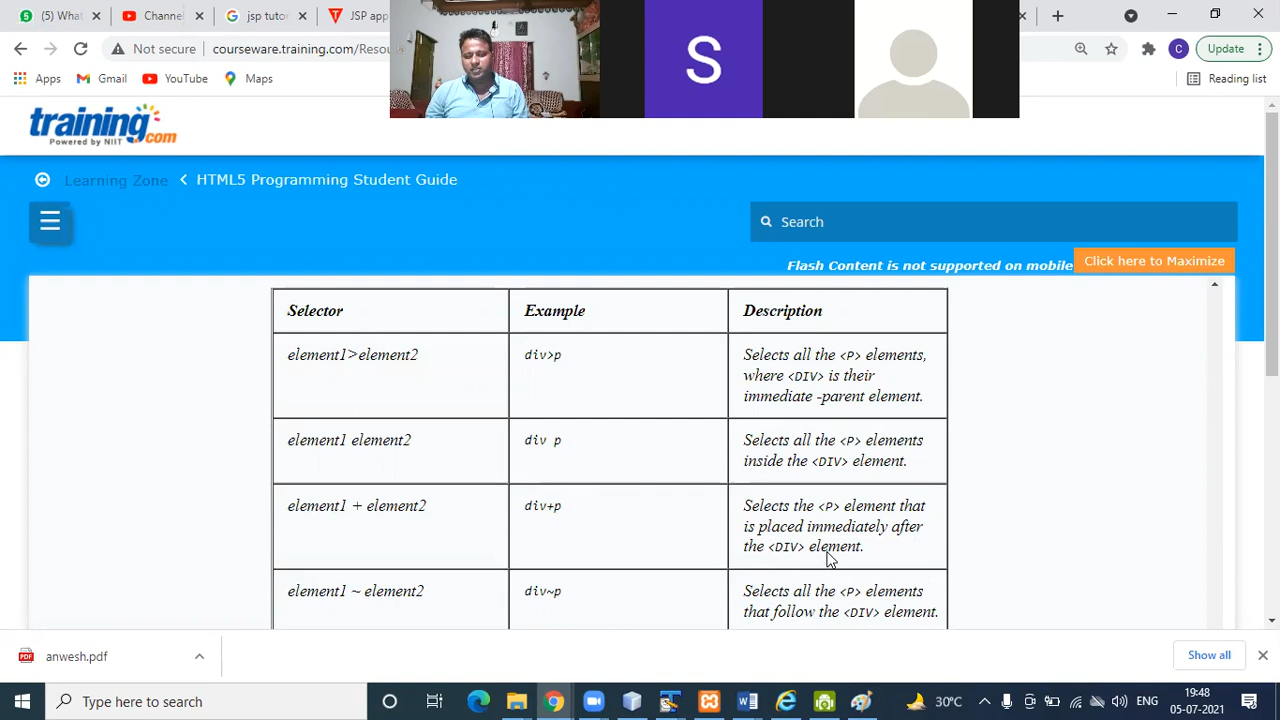 (5) What
Channel
jsp tutor
JSP app
Not secure
courseware.training.com/Resou
C
Update
Apps
Gmail
YouTube
Maps
Reading list
S
training.com
Powered by NIIT
Learning Zone
HTML5 Programming Student Guide
Search
Flash Content is not supported on mobile
Click here to Maximize
Selector Example Description
element1>element2
div>p
Selects all the <P> elements,
where <DIV> is their
immediate -parent element.
element1 element2
div p
Selects all the <P> elements
inside the <DIV> element.
element1 + element2
div+p
Selects the <P> element that
is placed immediately after
the <DIV> element.
element1 ~ element2
div~p
Selects all the <P> elements
that follow the <DIV> element.
anwesh.pdf
Show all
Type here to search
30°C
ENG
19:48
05-07-2021